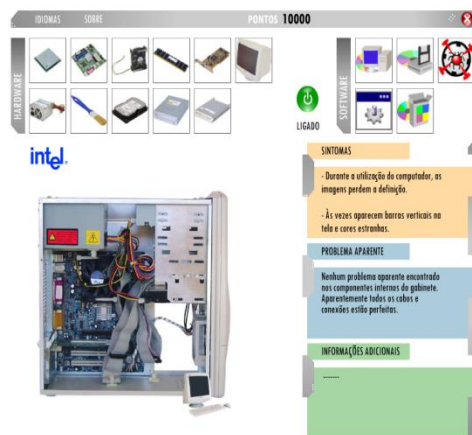 IDIOMAS SOBRE PONTOS 10000
HARDWARE
SOFTWARE
LIGADO
intel.
SINTOMAS
- Durante a utilização do computador, as
imagens perdem a definição.
- Às vezes aparecem barras verticais na
tela e cores estranhas.
PROBLEMA APARENTE
Nenhum problema aparente encontrado
nos componentes internos do gabinete.
Aparentemente todos os cabos e
conexões estão perfeitas.
INFORMAÇÕES ADICIONAIS